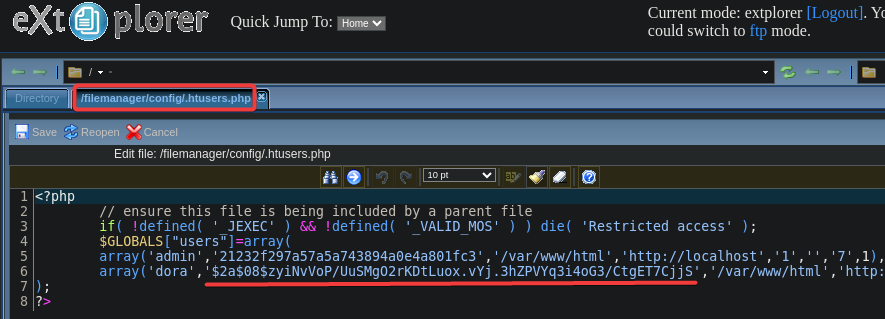 eXtplorer
Quick Jump To: Home
Current mode: extplorer [Logout]. Yo
could switch to ftp mode.
/ -
Directory /filemanager/config/.htusers.php
Save Reopen Cancel
Edit file: /filemanager/config/.htusers.php
10 pt
1 <?php
2 // ensure this file is being included by a parent file
3 if( !defined( '_JEXEC' ) && !defined( '_VALID_MOS' ) ) die( 'Restricted access' );
4 $GLOBALS["users"]=array(
5 array('admin','21232f297a57a5a743894a0e4a801fc3','/var/www/html','http://localhost','1','','7',1),
6 array('dora','$2a$08$zyiNvVoP/UuSMgO2rKDtLuox.vYj.3hZPVYq3i4oG3/CtgET7CjjS','/var/www/html','http:
7 );
8 ?>